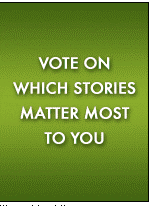 VOTE ON
WHICH STORIES
MATTER MOST
TO YOU